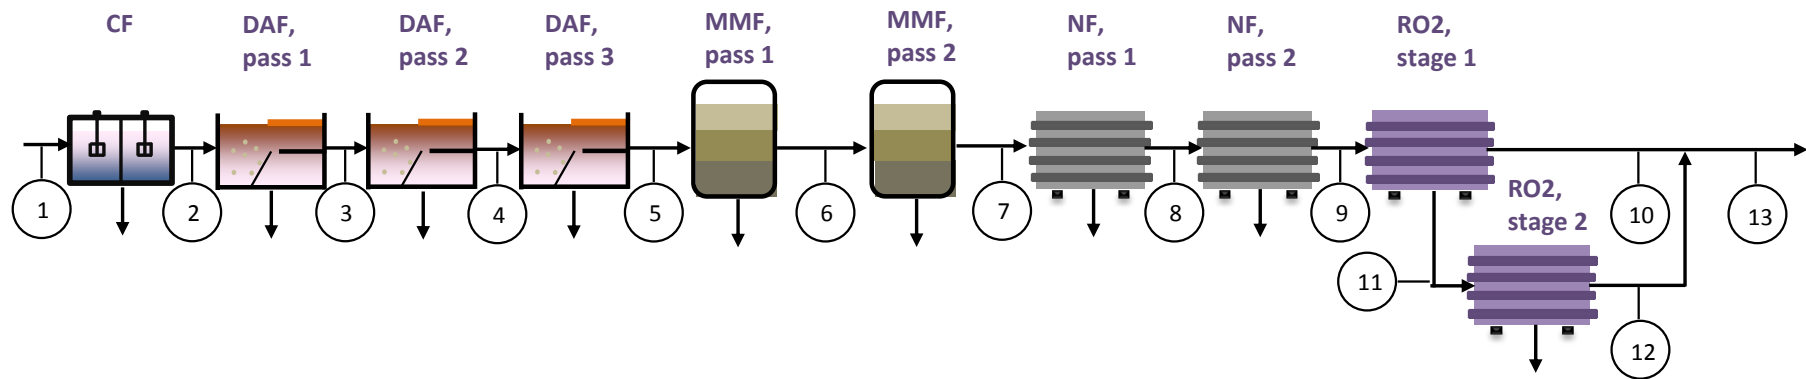 CF
DAF,
pass 1
DAF,
pass 2
DAF,
pass 3
MMF,
pass 1
MMF,
pass 2
NF,
pass 1
NF,
pass 2
RO2,
stage 1
RO2,
stage 2
1
2
3
4
5
6
7
8
9
10
13
11
12